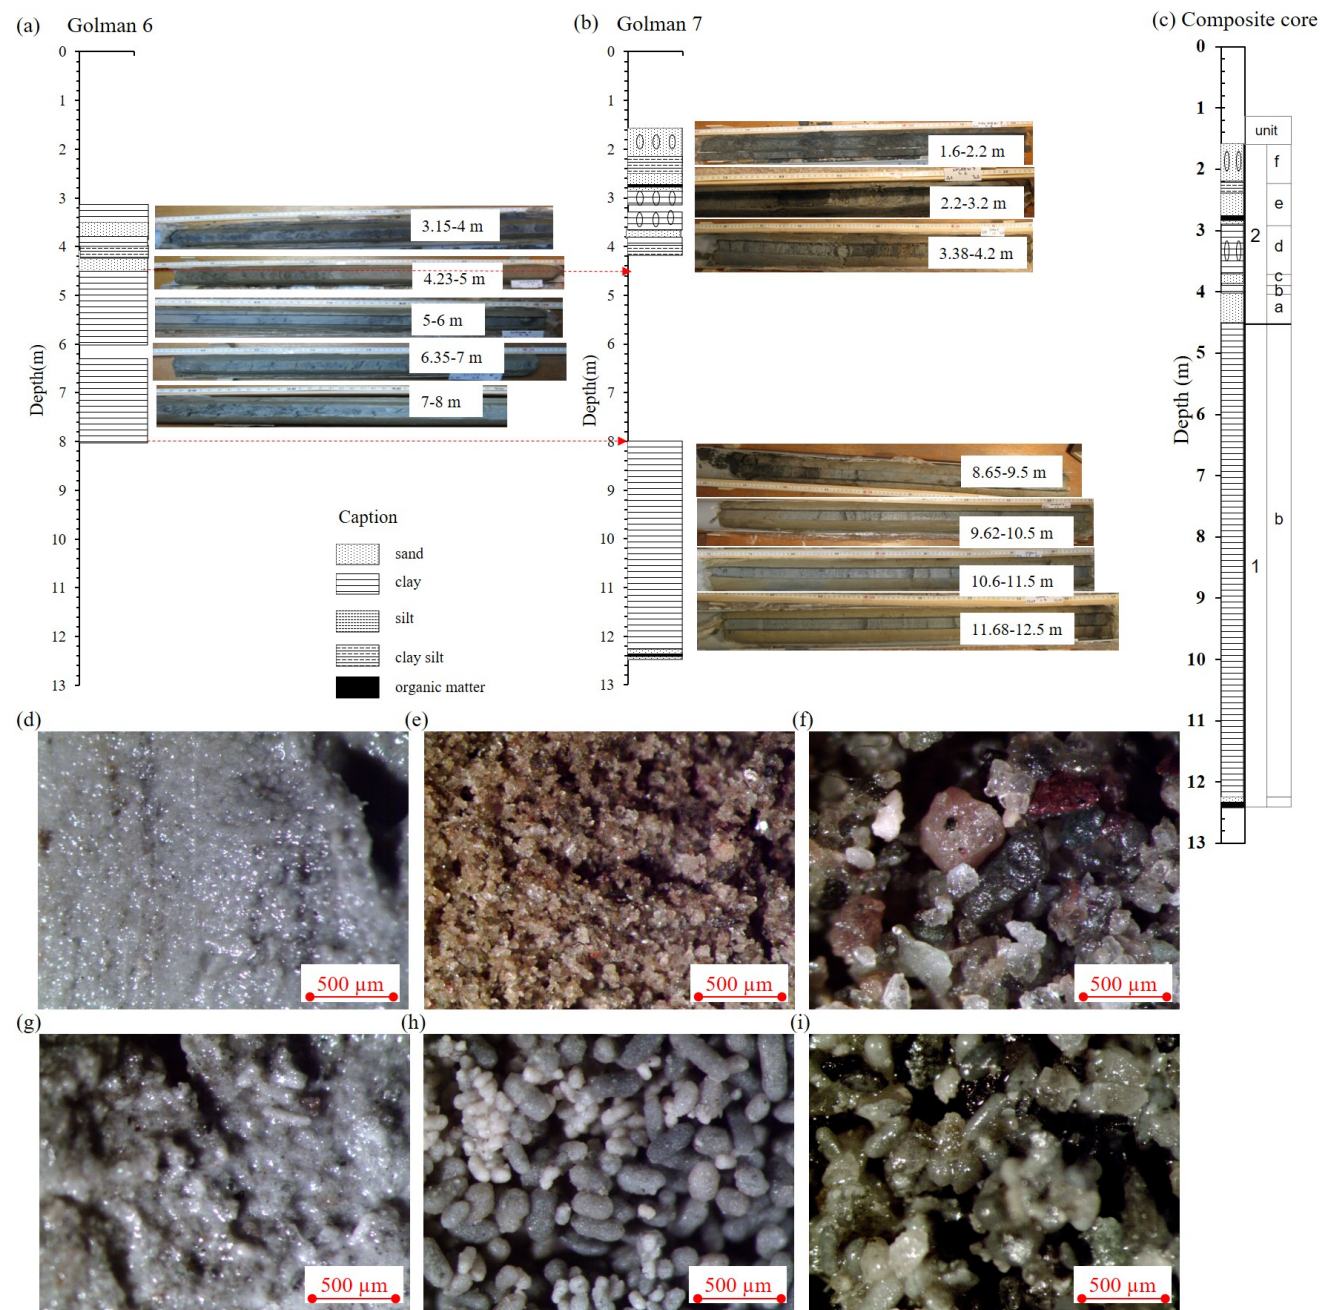 (a) Golman 6
0
1
2
3
4
5
6
7
8
9
10
11
12
13
Depth(m)
3.15-4 m
4.23-5 m
5-6 m
6.35-7 m
7-8 m
Caption
sand
clay
silt
clay silt
organic matter
(b) Golman 7
0
1
2
3
4
5
6
7
8
9
10
11
12
13
Depth(m)
1.6-2.2 m
2.2-3.2 m
3.38-4.2 m
8.65-9.5 m
9.62-10.5 m
10.6-11.5 m
11.68-12.5 m
(c) Composite core
0
1
2
3
4
5
6
7
8
9
10
11
12
13
Depth (m)
unit
2
f
e
d
c
b
a
1
b
(d)
500 µm
(e)
500 µm
(f)
500 µm
(g)
500 µm
(h)
500 µm
(i)
500 µm